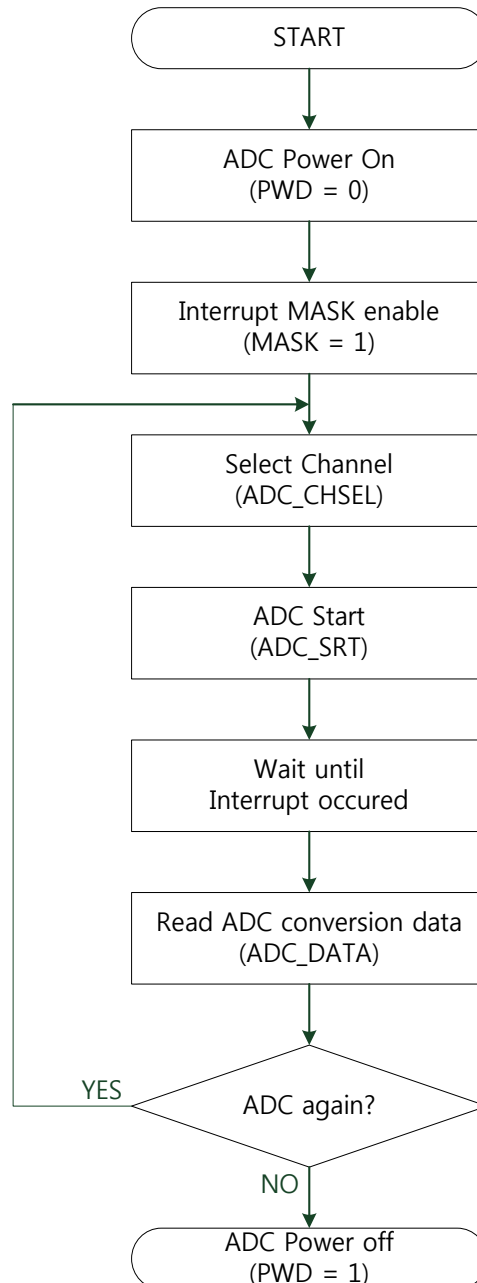 START
ADC Power On
(PWD = 0)
Interrupt MASK enable
(MASK = 1)
Select Channel
(ADC_CHSEL)
ADC Start
(ADC_SRT)
Wait until
Interrupt occured
Read ADC conversion data
(ADC_DATA)
YES
ADC again?
NO
ADC Power off
(PWD = 1)